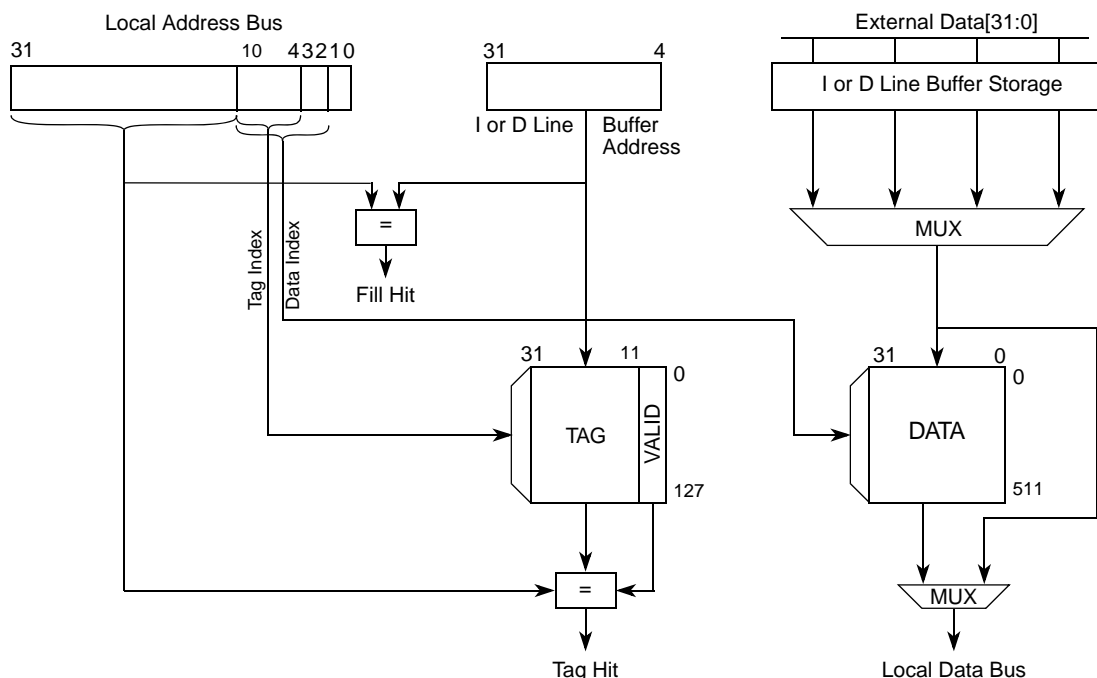 Local Address Bus
External Data[31:0]
31 10 4 3 2 1 0
31 4
I or D Line Buffer Storage
I or D Line Buffer
Address
MUX
=
Tag Index
Data Index
Fill Hit
31 11
0
31 0
0
TAG
VALID
DATA
127
511
=
MUX
Tag Hit
Local Data Bus